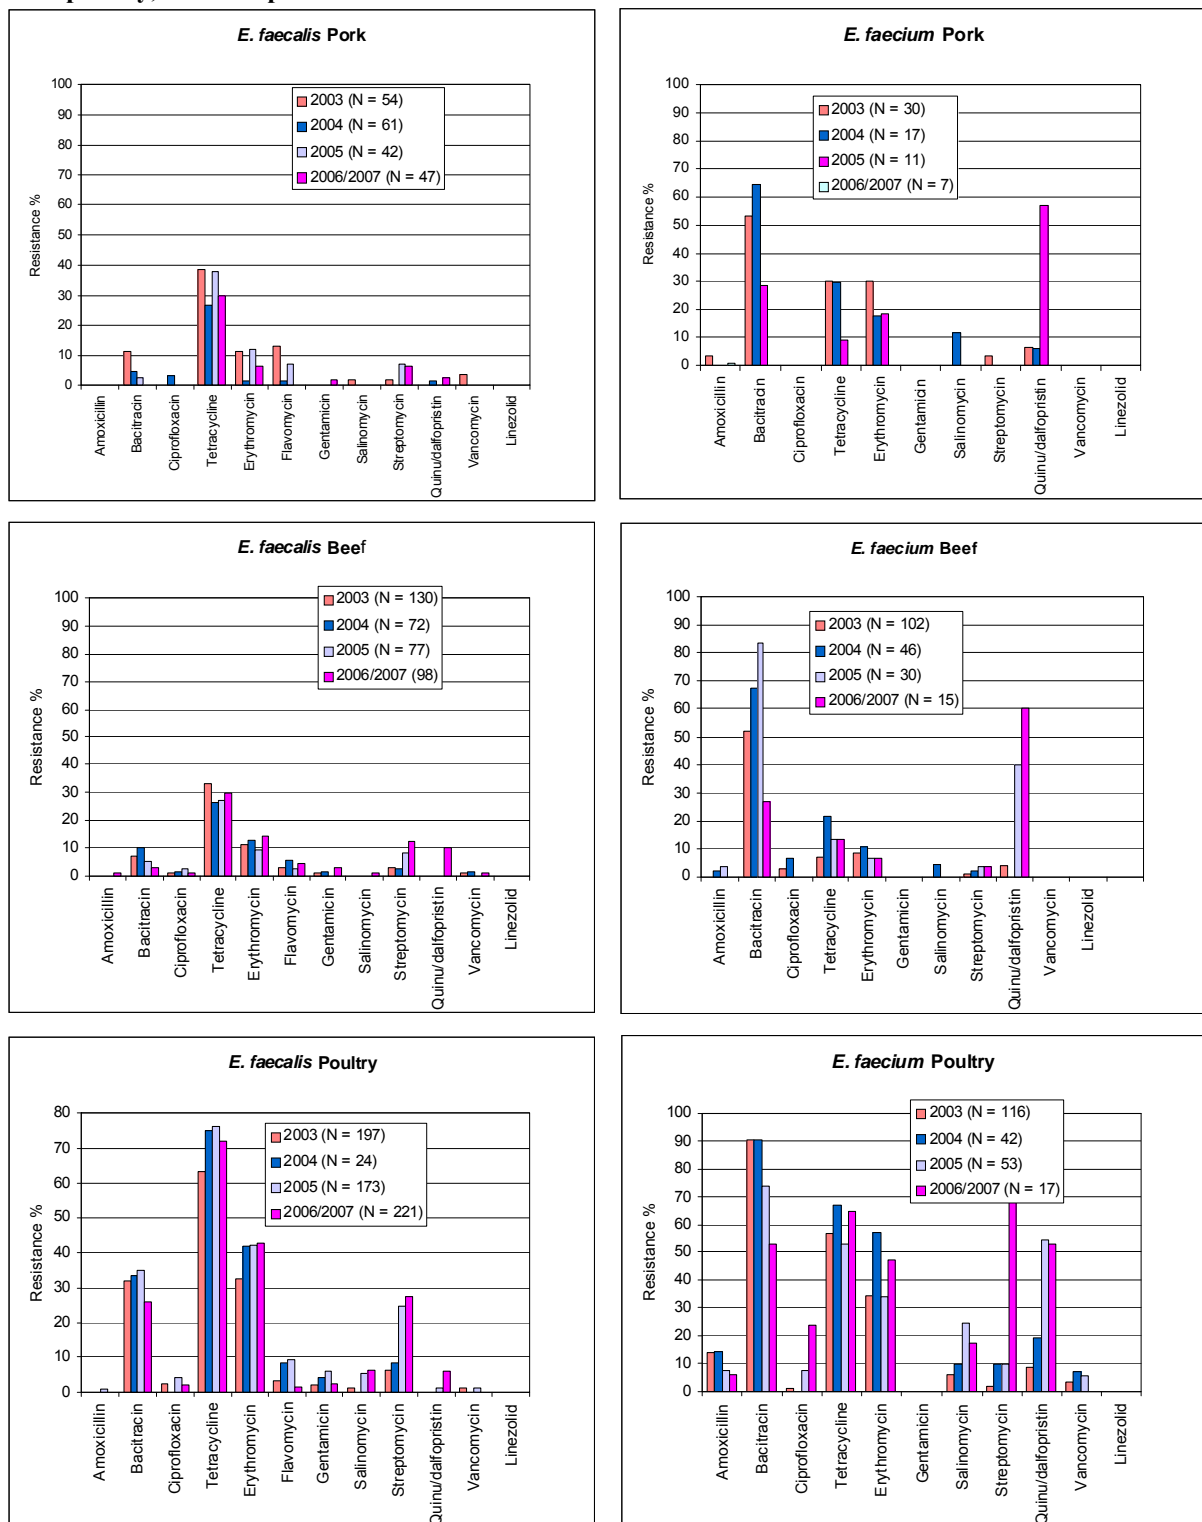 E. faecalis Pork
100
90
80
70
60
50
40
30
20
10
0
Resistance %
2003 (N = 54)
2004 (N = 61)
2005 (N = 42)
2006/2007 (N = 47)
Amoxicillin
Bacitracin
Ciprofloxacin
Tetracycline
Erythromycin
Flavomycin
Gentamicin
Salinomycin
Streptomycin
Quinu/dalfopristin
Vancomycin
Linezolid
E. faecium Pork
100
90
80
70
60
50
40
30
20
10
0
Resistance %
2003 (N = 30)
2004 (N = 17)
2005 (N = 11)
2006/2007 (N = 7)
Amoxicillin
Bacitracin
Ciprofloxacin
Tetracycline
Erythromycin
Gentamicin
Salinomycin
Streptomycin
Quinu/dalfopristin
Vancomycin
Linezolid
E. faecalis Beef
100
90
80
70
60
50
40
30
20
10
0
Resistance %
2003 (N = 130)
2004 (N = 72)
2005 (N = 77)
2006/2007 (98)
Amoxicillin
Bacitracin
Ciprofloxacin
Tetracycline
Erythromycin
Flavomycin
Gentamicin
Salinomycin
Streptomycin
Quinu/dalfopristin
Vancomycin
Linezolid
E. faecium Beef
100
90
80
70
60
50
40
30
20
10
0
Resistance %
2003 (N = 102)
2004 (N = 46)
2005 (N = 30)
2006/2007 (N = 15)
Amoxicillin
Bacitracin
Ciprofloxacin
Tetracycline
Erythromycin
Gentamicin
Salinomycin
Streptomycin
Quinu/dalfopristin
Vancomycin
Linezolid
E. faecalis Poultry
80
70
60
50
40
30
20
10
0
Resistance %
2003 (N = 197)
2004 (N = 24)
2005 (N = 173)
2006/2007 (N = 221)
Amoxicillin
Bacitracin
Ciprofloxacin
Tetracycline
Erythromycin
Flavomycin
Gentamicin
Salinomycin
Streptomycin
Quinu/dalfopristin
Vancomycin
Linezolid
E. faecium Poultry
100
90
80
70
60
50
40
30
20
10
0
Resistance %
2003 (N = 116)
2004 (N = 42)
2005 (N = 53)
2006/2007 (N = 17)
Amoxicillin
Bacitracin
Ciprofloxacin
Tetracycline
Erythromycin
Gentamicin
Salinomycin
Streptomycin
Quinu/dalfopristin
Vancomycin
Linezolid